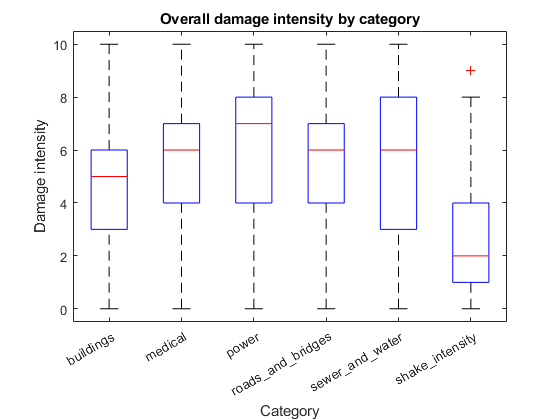 Overall damage intensity by category
Damage intensity
10
8
6
4
2
0
buildings
medical
power
roads_and_bridges
sewer_and_water
shake_intensity
Category